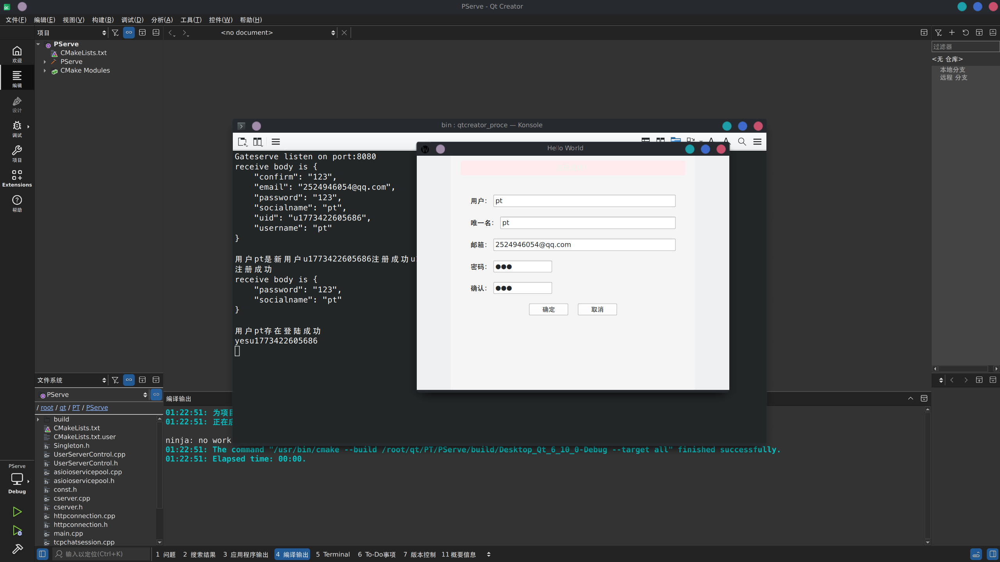 PServe - Qt Creator
文件(F) 编辑(E) 视图(V) 构建(B) 调试(D) 分析(A) 工具(T) 控件(W) 帮助(H)
项目
<no document>
过滤器
<无 仓库>
本地分支
远程 分支
欢迎
编辑
设计
调试
项目
Extensions
帮助
PServe
CMakeLists.txt
PServe
CMake Modules
bin : qtcreator_proce — Konsole
Gateserve listen on port:8080
receive body is {
"confirm": "123",
"email": "2524946054@qq.com",
"password": "123",
"socialname": "pt",
"uid": "u1773422605686",
"username": "pt"
}
用户pt是新用户u1773422605686注册成功u
注册成功
receive body is {
"password": "123",
"socialname": "pt"
}
用户pt存在登陆成功
yesu1773422605686
Hello World
用户: pt
唯一名: pt
邮箱: 2524946054@qq.com
密码: ●●●
确认: ●●●
确定 取消
文件系统
PServe
/ root / qt / PT / PServe
build
CMakeLists.txt
CMakeLists.txt.user
Singleton.h
UserServerControl.cpp
UserServerControl.h
asioioservicepool.cpp
asioioservicepool.h
const.h
cserver.cpp
cserver.h
httpconnection.cpp
httpconnection.h
main.cpp
tcpchatsession.cpp
编译输出
01:22:51: 为项目
01:22:51: 正在启
ninja: no work
01:22:51: The command "/usr/bin/cmake --build /root/qt/PT/PServe/build/Desktop_Qt_6_10_0-Debug --target all" finished successfully.
01:22:51: Elapsed time: 00:00.
PServe
Debug
输入以定位(Ctrl+K)
1 问题 2 搜索结果 3 应用程序输出 4 编译输出 5 Terminal 6 To-Do事项 7 版本控制 11 概要信息